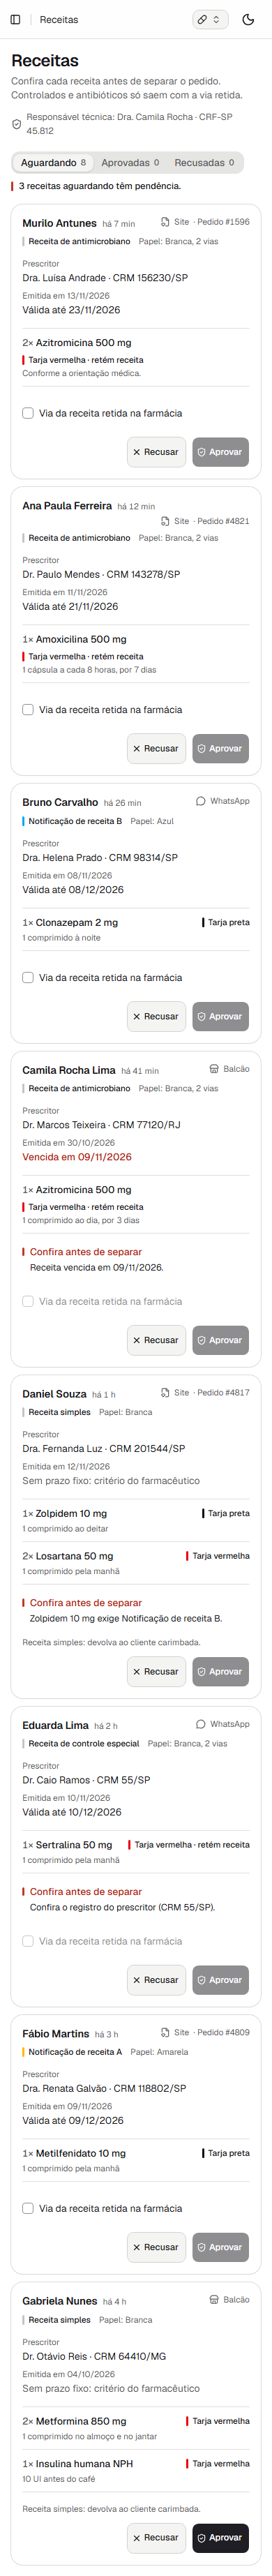 Receitas
Receitas
Confira cada receita antes de separar o pedido.
Controlados e antibióticos só saem com a via retida.
Responsável técnica: Dra. Camila Rocha · CRF-SP
45.812
Aguardando 8 Aprovadas 0 Recusadas 0
3 receitas aguardando têm pendência.
Murilo Antunes há 7 min Site · Pedido #1596
Receita de antimicrobiano Papel: Branca, 2 vias
Prescritor
Dra. Luísa Andrade · CRM 156230/SP
Emitida em 13/11/2026
Válida até 23/11/2026
2× Azitromicina 500 mg
Tarja vermelha · retém receita
Conforme a orientação médica.
Via da receita retida na farmácia
Recusar Aprovar
Ana Paula Ferreira há 12 min
Site · Pedido #4821
Receita de antimicrobiano Papel: Branca, 2 vias
Prescritor
Dr. Paulo Mendes · CRM 143278/SP
Emitida em 11/11/2026
Válida até 21/11/2026
1× Amoxicilina 500 mg
Tarja vermelha · retém receita
1 cápsula a cada 8 horas, por 7 dias
Via da receita retida na farmácia
Recusar Aprovar
Bruno Carvalho há 26 min WhatsApp
Notificação de receita B Papel: Azul
Prescritor
Dra. Helena Prado · CRM 98314/SP
Emitida em 08/11/2026
Válida até 08/12/2026
1× Clonazepam 2 mg Tarja preta
1 comprimido à noite
Via da receita retida na farmácia
Recusar Aprovar
Camila Rocha Lima há 41 min Balcão
Receita de antimicrobiano Papel: Branca, 2 vias
Prescritor
Dr. Marcos Teixeira · CRM 77120/RJ
Emitida em 30/10/2026
Vencida em 09/11/2026
1× Azitromicina 500 mg
Tarja vermelha · retém receita
1 comprimido ao dia, por 3 dias
Confira antes de separar
Receita vencida em 09/11/2026.
Via da receita retida na farmácia
Recusar Aprovar
Daniel Souza há 1 h Site · Pedido #4817
Receita simples Papel: Branca
Prescritor
Dra. Fernanda Luz · CRM 201544/SP
Emitida em 12/11/2026
Sem prazo fixo: critério do farmacêutico
1× Zolpidem 10 mg Tarja preta
1 comprimido ao deitar
2× Losartana 50 mg Tarja vermelha
1 comprimido pela manhã
Confira antes de separar
Zolpidem 10 mg exige Notificação de receita B.
Receita simples: devolva ao cliente carimbada.
Recusar Aprovar
Eduarda Lima há 2 h WhatsApp
Receita de controle especial Papel: Branca, 2 vias
Prescritor
Dr. Caio Ramos · CRM 55/SP
Emitida em 10/11/2026
Válida até 10/12/2026
1× Sertralina 50 mg Tarja vermelha · retém receita
1 comprimido pela manhã
Confira antes de separar
Confira o registro do prescritor (CRM 55/SP).
Via da receita retida na farmácia
Recusar Aprovar
Fábio Martins há 3 h Site · Pedido #4809
Notificação de receita A Papel: Amarela
Prescritor
Dra. Renata Galvão · CRM 118802/SP
Emitida em 09/11/2026
Válida até 09/12/2026
1× Metilfenidato 10 mg Tarja preta
1 comprimido pela manhã
Via da receita retida na farmácia
Recusar Aprovar
Gabriela Nunes há 4 h Balcão
Receita simples Papel: Branca
Prescritor
Dr. Otávio Reis · CRM 64410/MG
Emitida em 04/10/2026
Sem prazo fixo: critério do farmacêutico
2× Metformina 850 mg Tarja vermelha
1 comprimido no almoço e no jantar
1× Insulina humana NPH Tarja vermelha
10 UI antes do café
Receita simples: devolva ao cliente carimbada.
Recusar Aprovar